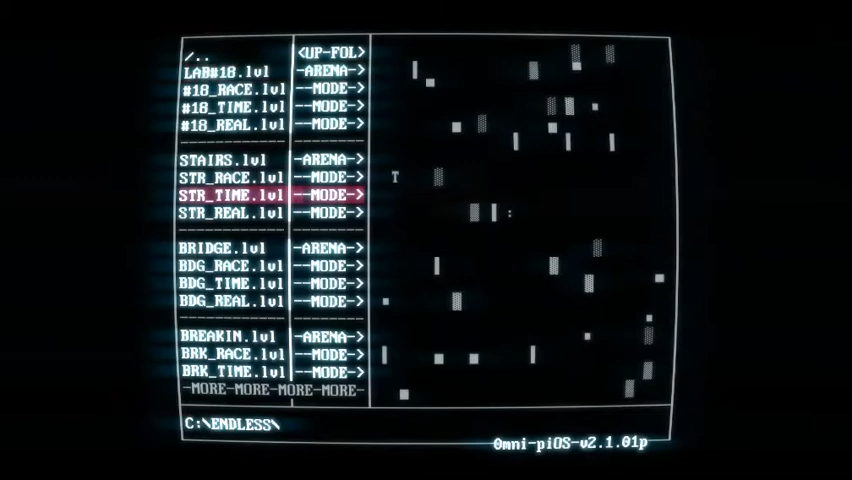 /.. <UP-FOL>
LAB#18.lvl -ARENA->
#18_RACE.lvl --MODE->
#18_TIME.lvl --MODE->
#18_REAL.lvl --MODE->
STAIRS.lvl -ARENA->
STR_RACE.lvl --MODE-> T
STR_TIME.lvl --MODE->
STR_REAL.lvl --MODE-> :
BRIDGE.lvl -ARENA->
BDG_RACE.lvl --MODE->
BDG_TIME.lvl --MODE->
BDG_REAL.lvl --MODE->
BREAKIN.lvl -ARENA->
BRK_RACE.lvl --MODE->
BRK_TIME.lvl --MODE->
-MORE-MORE-MORE-MORE-
C:\ENDLESS\
Omni-piOS-v2.1.01p